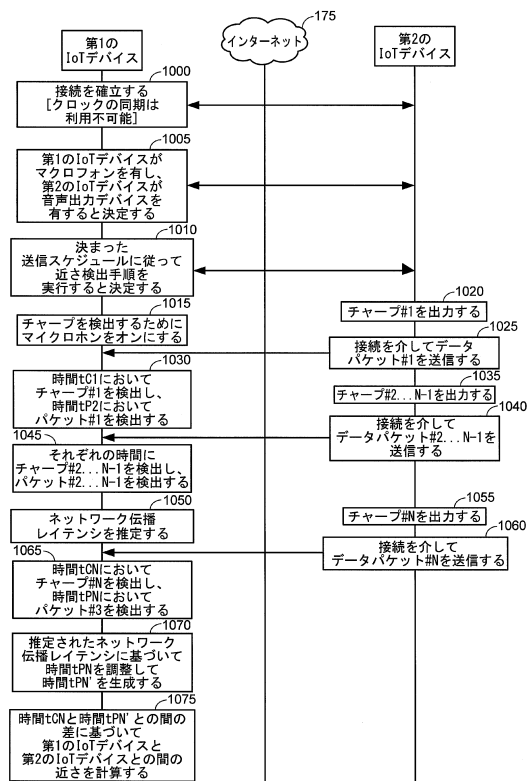 第1の
IoTデバイス
インターネット
175
第2の
IoTデバイス
1000
接続を確立する
[クロックの同期は
利用不可能]
1005
第1のIoTデバイスが
マクロフォンを有し、
第2のIoTデバイスが
音声出力デバイスを
有すると決定する
1010
決まった
送信スケジュールに従って
近さ検出手順を
実行すると決定する
1015
チャープを検出するために
マイクロホンをオンにする
1020
チャープ#1を出力する
1025
接続を介してデータ
パケット#1を送信する
1030
時間tC1において
チャープ#1を検出し、
時間tP2において
パケット#1を検出する
1035
チャープ#2...N-1を出力する
1040
接続を介して
データパケット#2...N-1を
送信する
1045
それぞれの時間に
チャープ#2...N-1を検出し、
パケット#2...N-1を検出する
1050
ネットワーク伝播
レイテンシを推定する
1055
チャープ#Nを出力する
1060
接続を介して
データパケット#Nを送信する
1065
時間tCNにおいて
チャープ#Nを検出し、
時間tPNにおいて
パケット#3を検出する
1070
推定されたネットワーク
伝播レイテンシに基づいて
時間tPNを調整して
時間tPN'を生成する
1075
時間tCNと時間tPN'との間の
差に基づいて
第1のIoTデバイスと
第2のIoTデバイスとの間の
近さを計算する